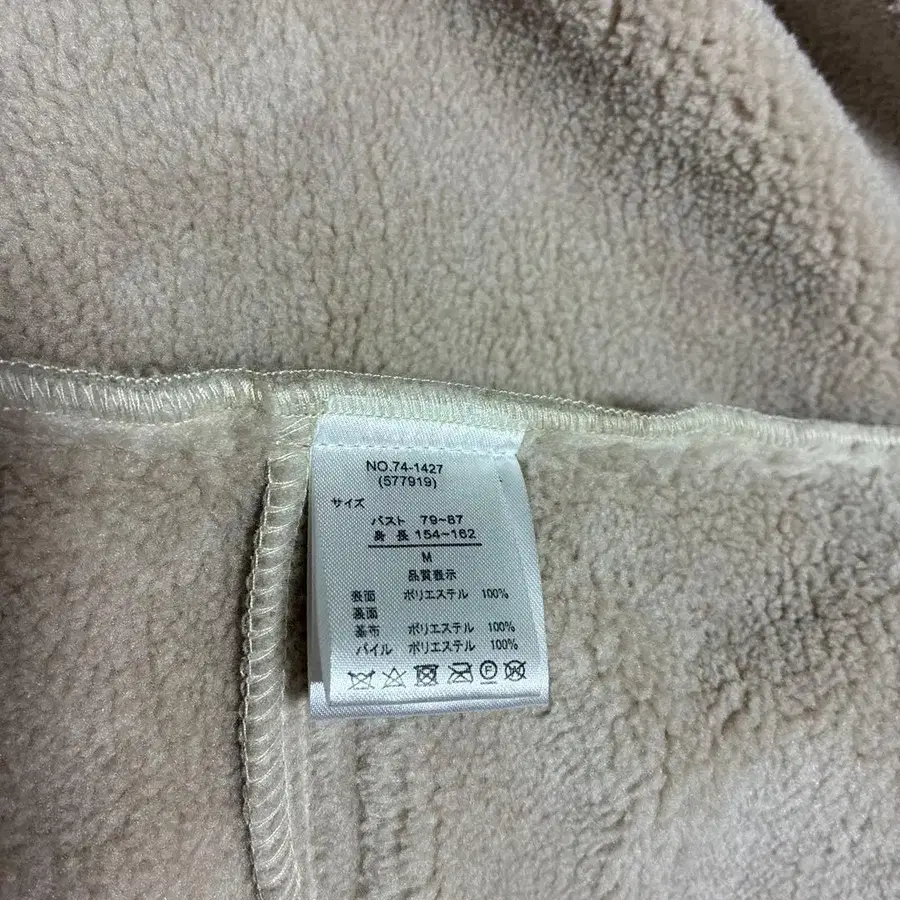 NO.74-1427
(577919)
サイズ
バスト 79~87
身長 154~162
M
品質表示
表面 ポリエステル 100%
裏面
基布 ポリエステル 100%
パイル ポリエステル 100%
F W